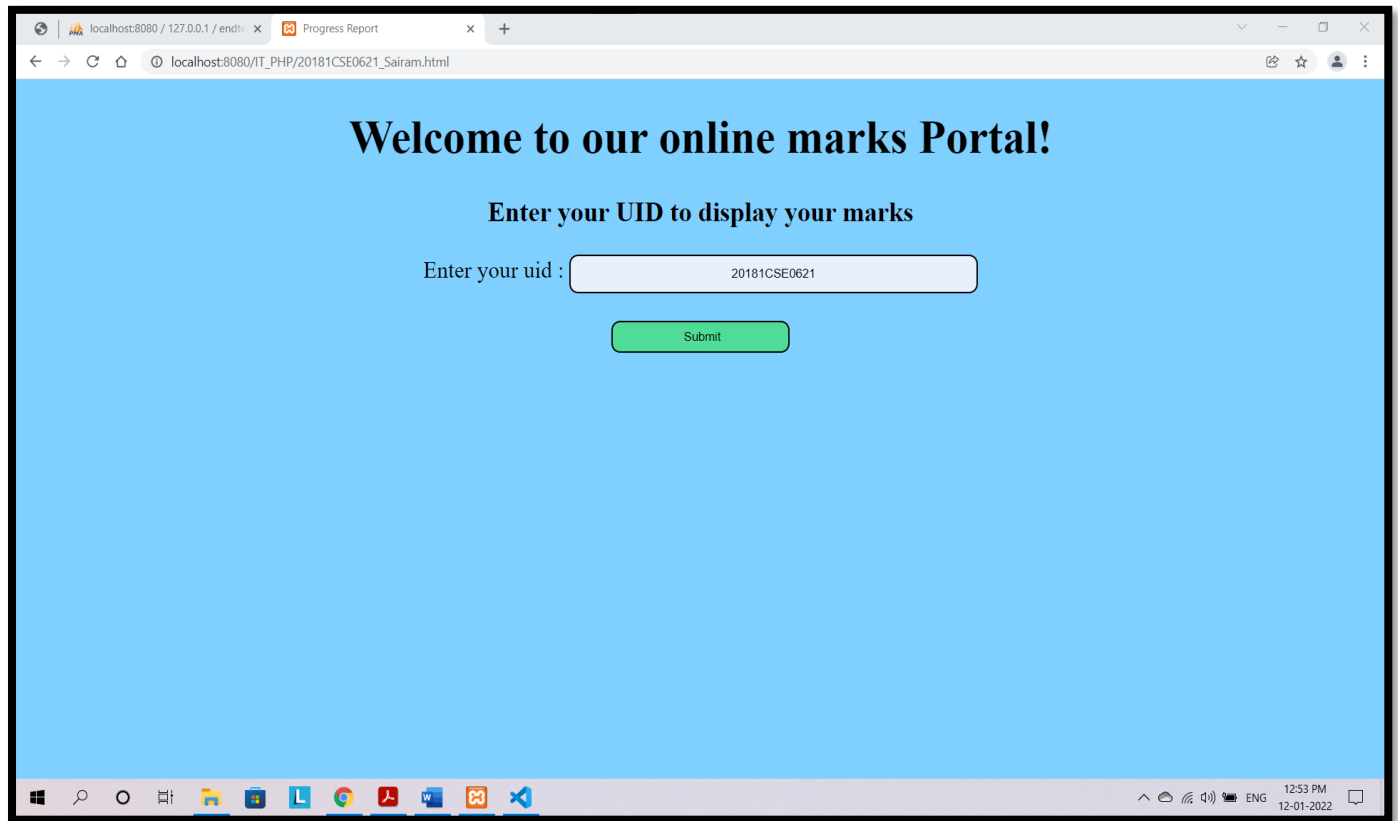 localhost:8080 / 127.0.0.1 / endte
Progress Report
localhost:8080/IT_PHP/20181CSE0621_Sairam.html
Welcome to our online marks Portal!
Enter your UID to display your marks
Enter your uid : 20181CSE0621
Submit
ENG
12:53 PM
12-01-2022